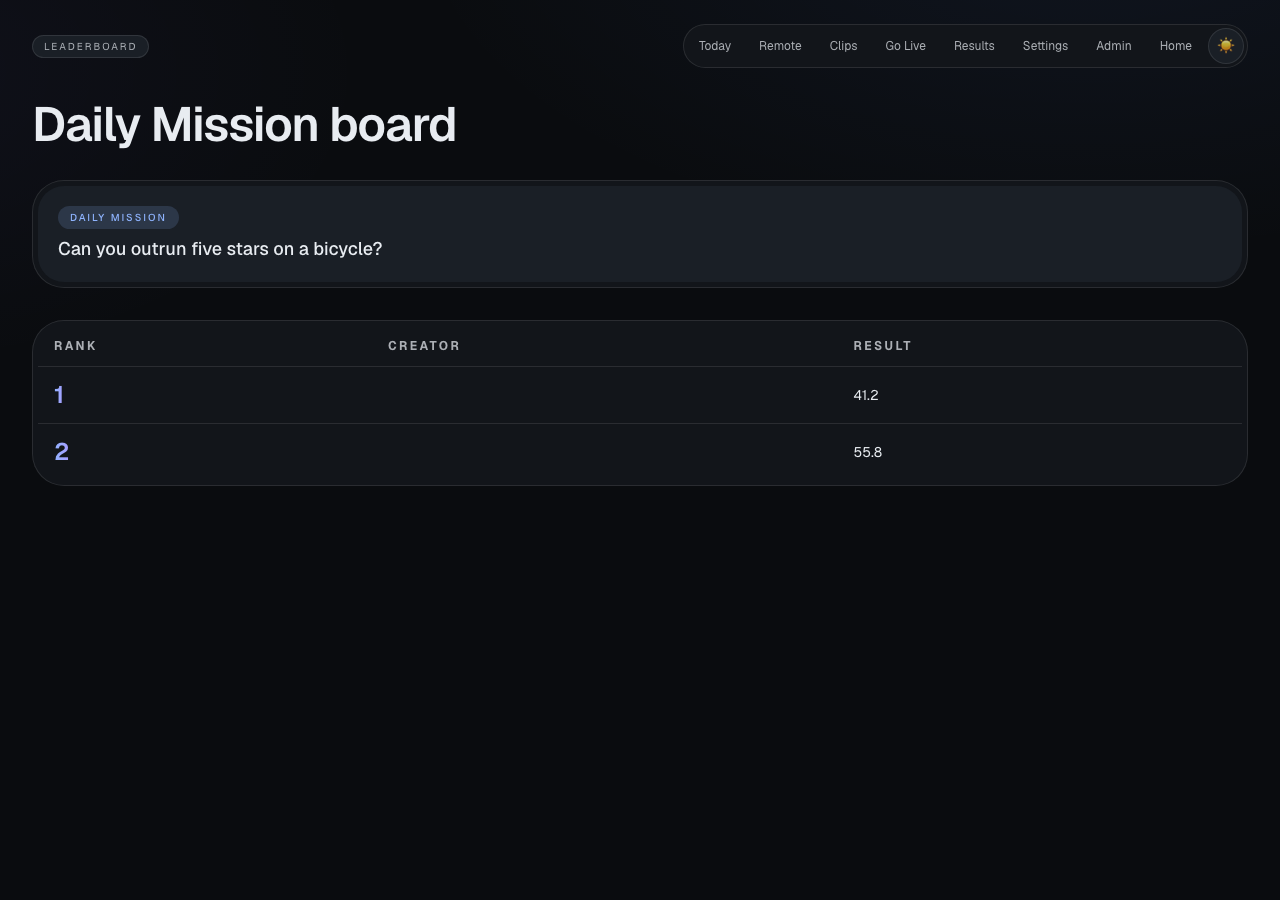 LEADERBOARD
Today Remote Clips Go Live Results Settings Admin Home
Daily Mission board
DAILY MISSION
Can you outrun five stars on a bicycle?
RANK CREATOR RESULT
1 41.2
2 55.8